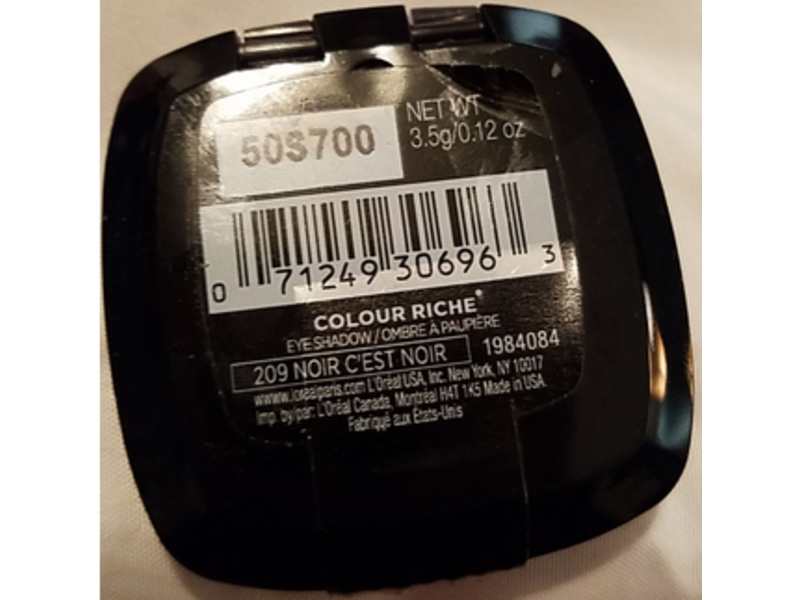 50S700
NET WT
3.5g/0.12 oz
0 71249 30696 3
COLOUR RICHE®
EYE SHADOW / OMBRE À PAUPIÈRE
209 NOIR C'EST NOIR 1984084
www.lorealparis.com L'Oréal USA, Inc. New York, NY 10017
Imp. by/par: L'Oréal Canada, Montréal H4T 1K5 Made in USA
Fabriqué aux États-Unis